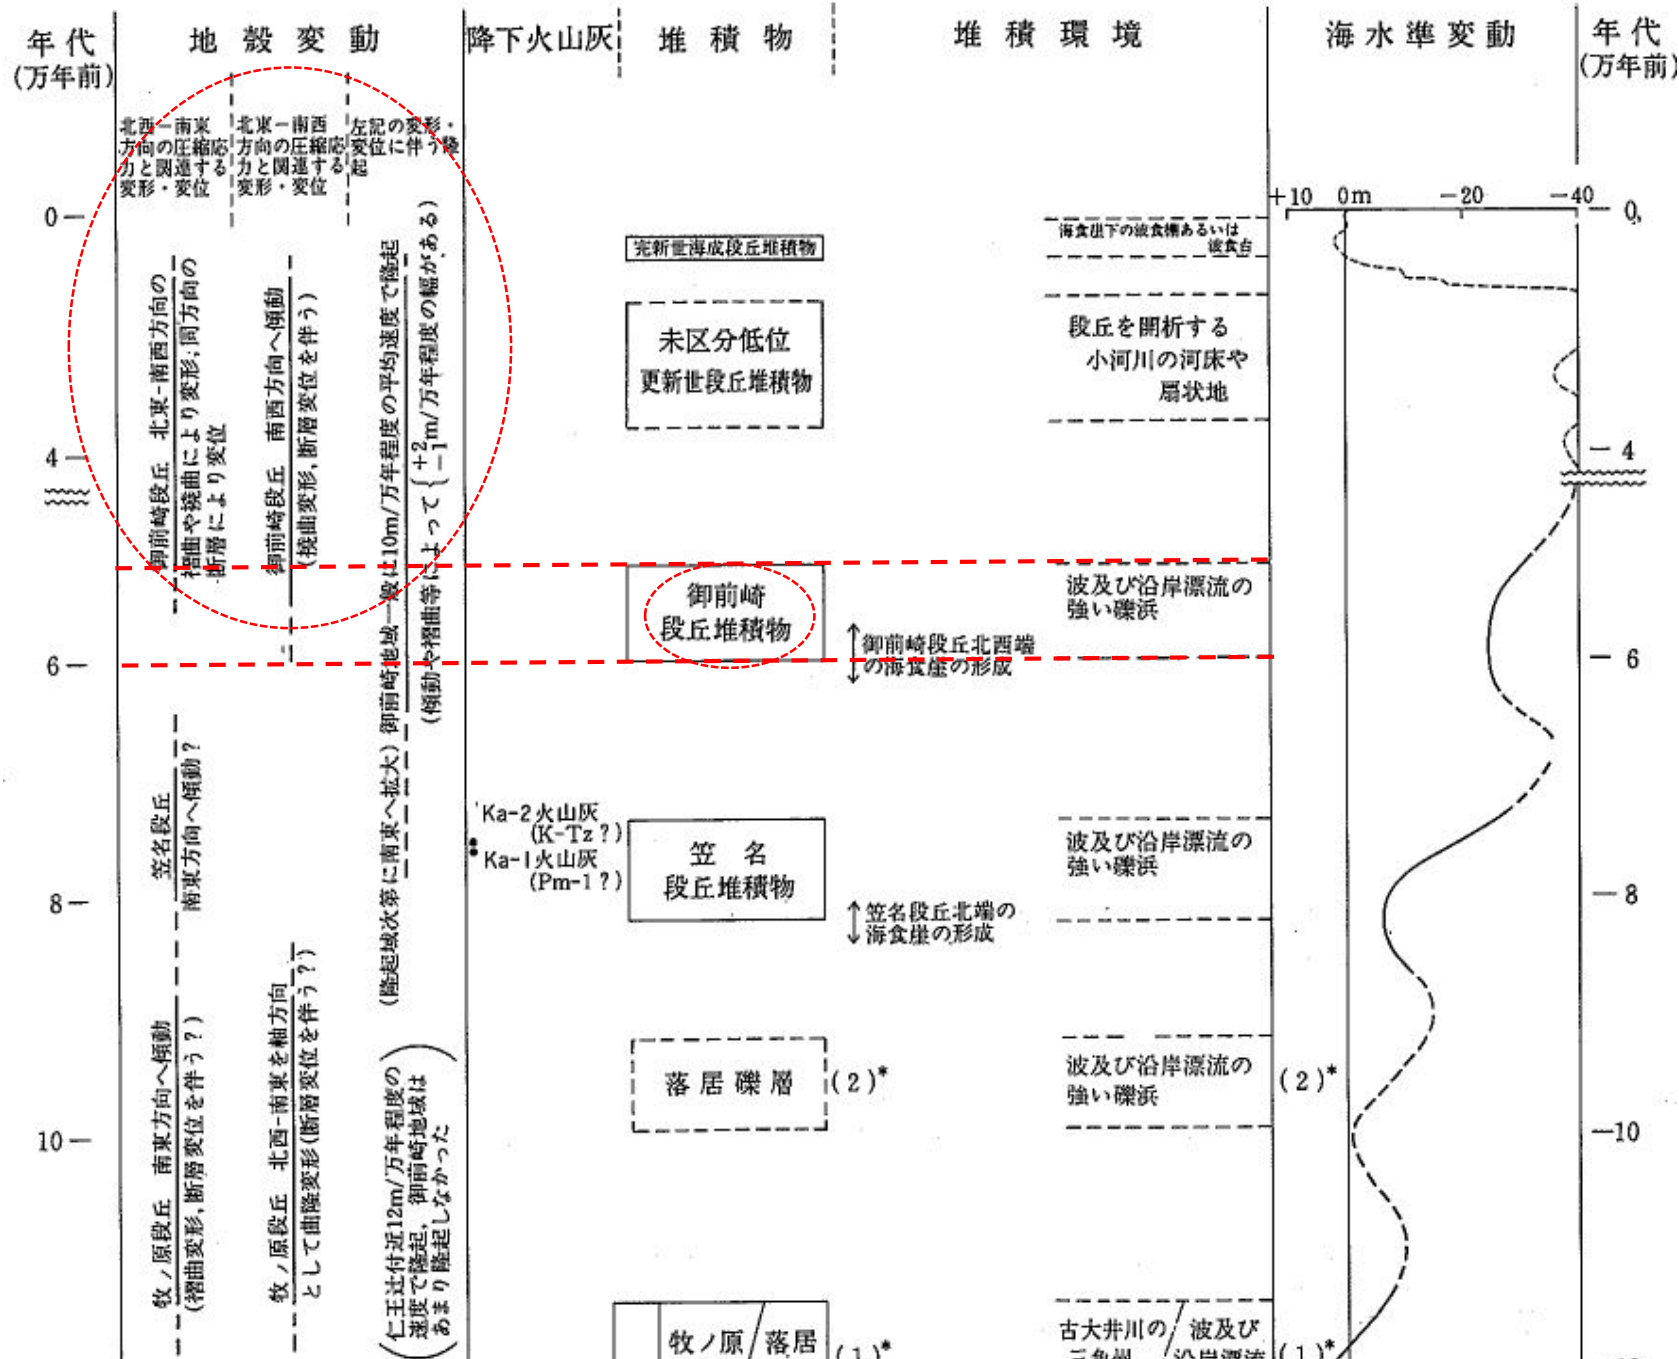 年代
(万年前)
地殻変動
降下火山灰
堆積物
堆積環境
海水準変動
年代
(万年前)
北西－南東
方向の圧縮応
力と関連する
変形・変位
北東－南西
方向の圧縮応
力と関連する
変形・変位
左記の変形・
変位に伴う隆
起
0
4
6
8
10
御前崎段丘 北東-南西方向の
褶曲や撓曲により変形,同方向の
断層により変位
御前崎段丘 南西方向へ傾動
(撓曲変形,断層変位を伴う)
(隆起域次第に南東へ拡大) 御前崎地域一般に10m/万年程度の平均速度で隆起
(傾動や褶曲等によって{+2 −1 m/万年程度の幅がある)
笠名段丘
南東方向へ傾動?
牧ノ原段丘 南東方向へ傾動
(褶曲変形,断層変位を伴う?)
牧ノ原段丘 北西-南東を軸方向
として曲隆変形(断層変位を伴う?)
(仁王辻付近12m/万年程度の
速度で隆起,御前崎地域は
あまり隆起しなかった)
Ka-2火山灰
(K-Tz?)
Ka-1火山灰
(Pm-1?)
完新世海成段丘堆積物
未区分低位
更新世段丘堆積物
御前崎
段丘堆積物
笠名
段丘堆積物
落居礫層
(2)*
牧ノ原/落居
(1)*
海食崖下の波食棚あるいは
波食台
段丘を開析する
小河川の河床や
扇状地
波及び沿岸漂流の
強い礫浜
御前崎段丘北西端
の海食崖の形成
波及び沿岸漂流の
強い礫浜
笠名段丘北端の
海食崖の形成
波及び沿岸漂流の
強い礫浜
古大井川の/波及び
三角州 沿岸漂流
+10 0m −20 −40
(2)*
(1)*
0
4
6
8
10